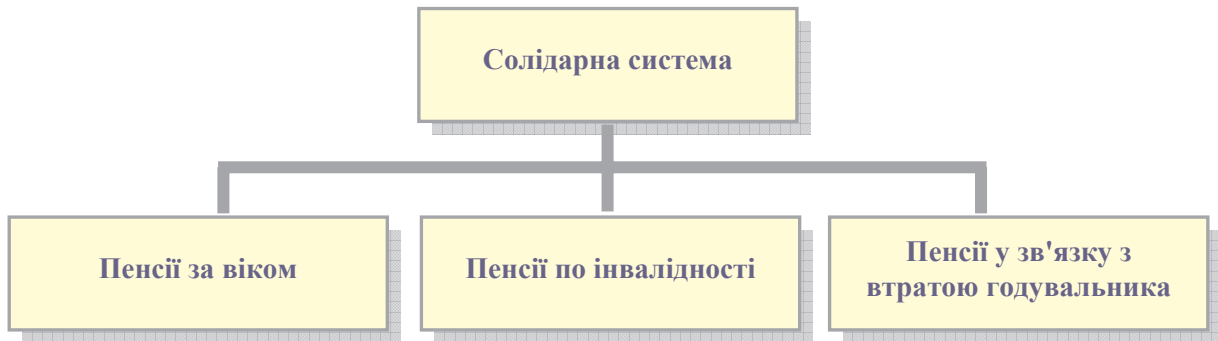 Солідарна система
Пенсії за віком
Пенсії по інвалідності
Пенсії у зв'язку з
втратою годувальника